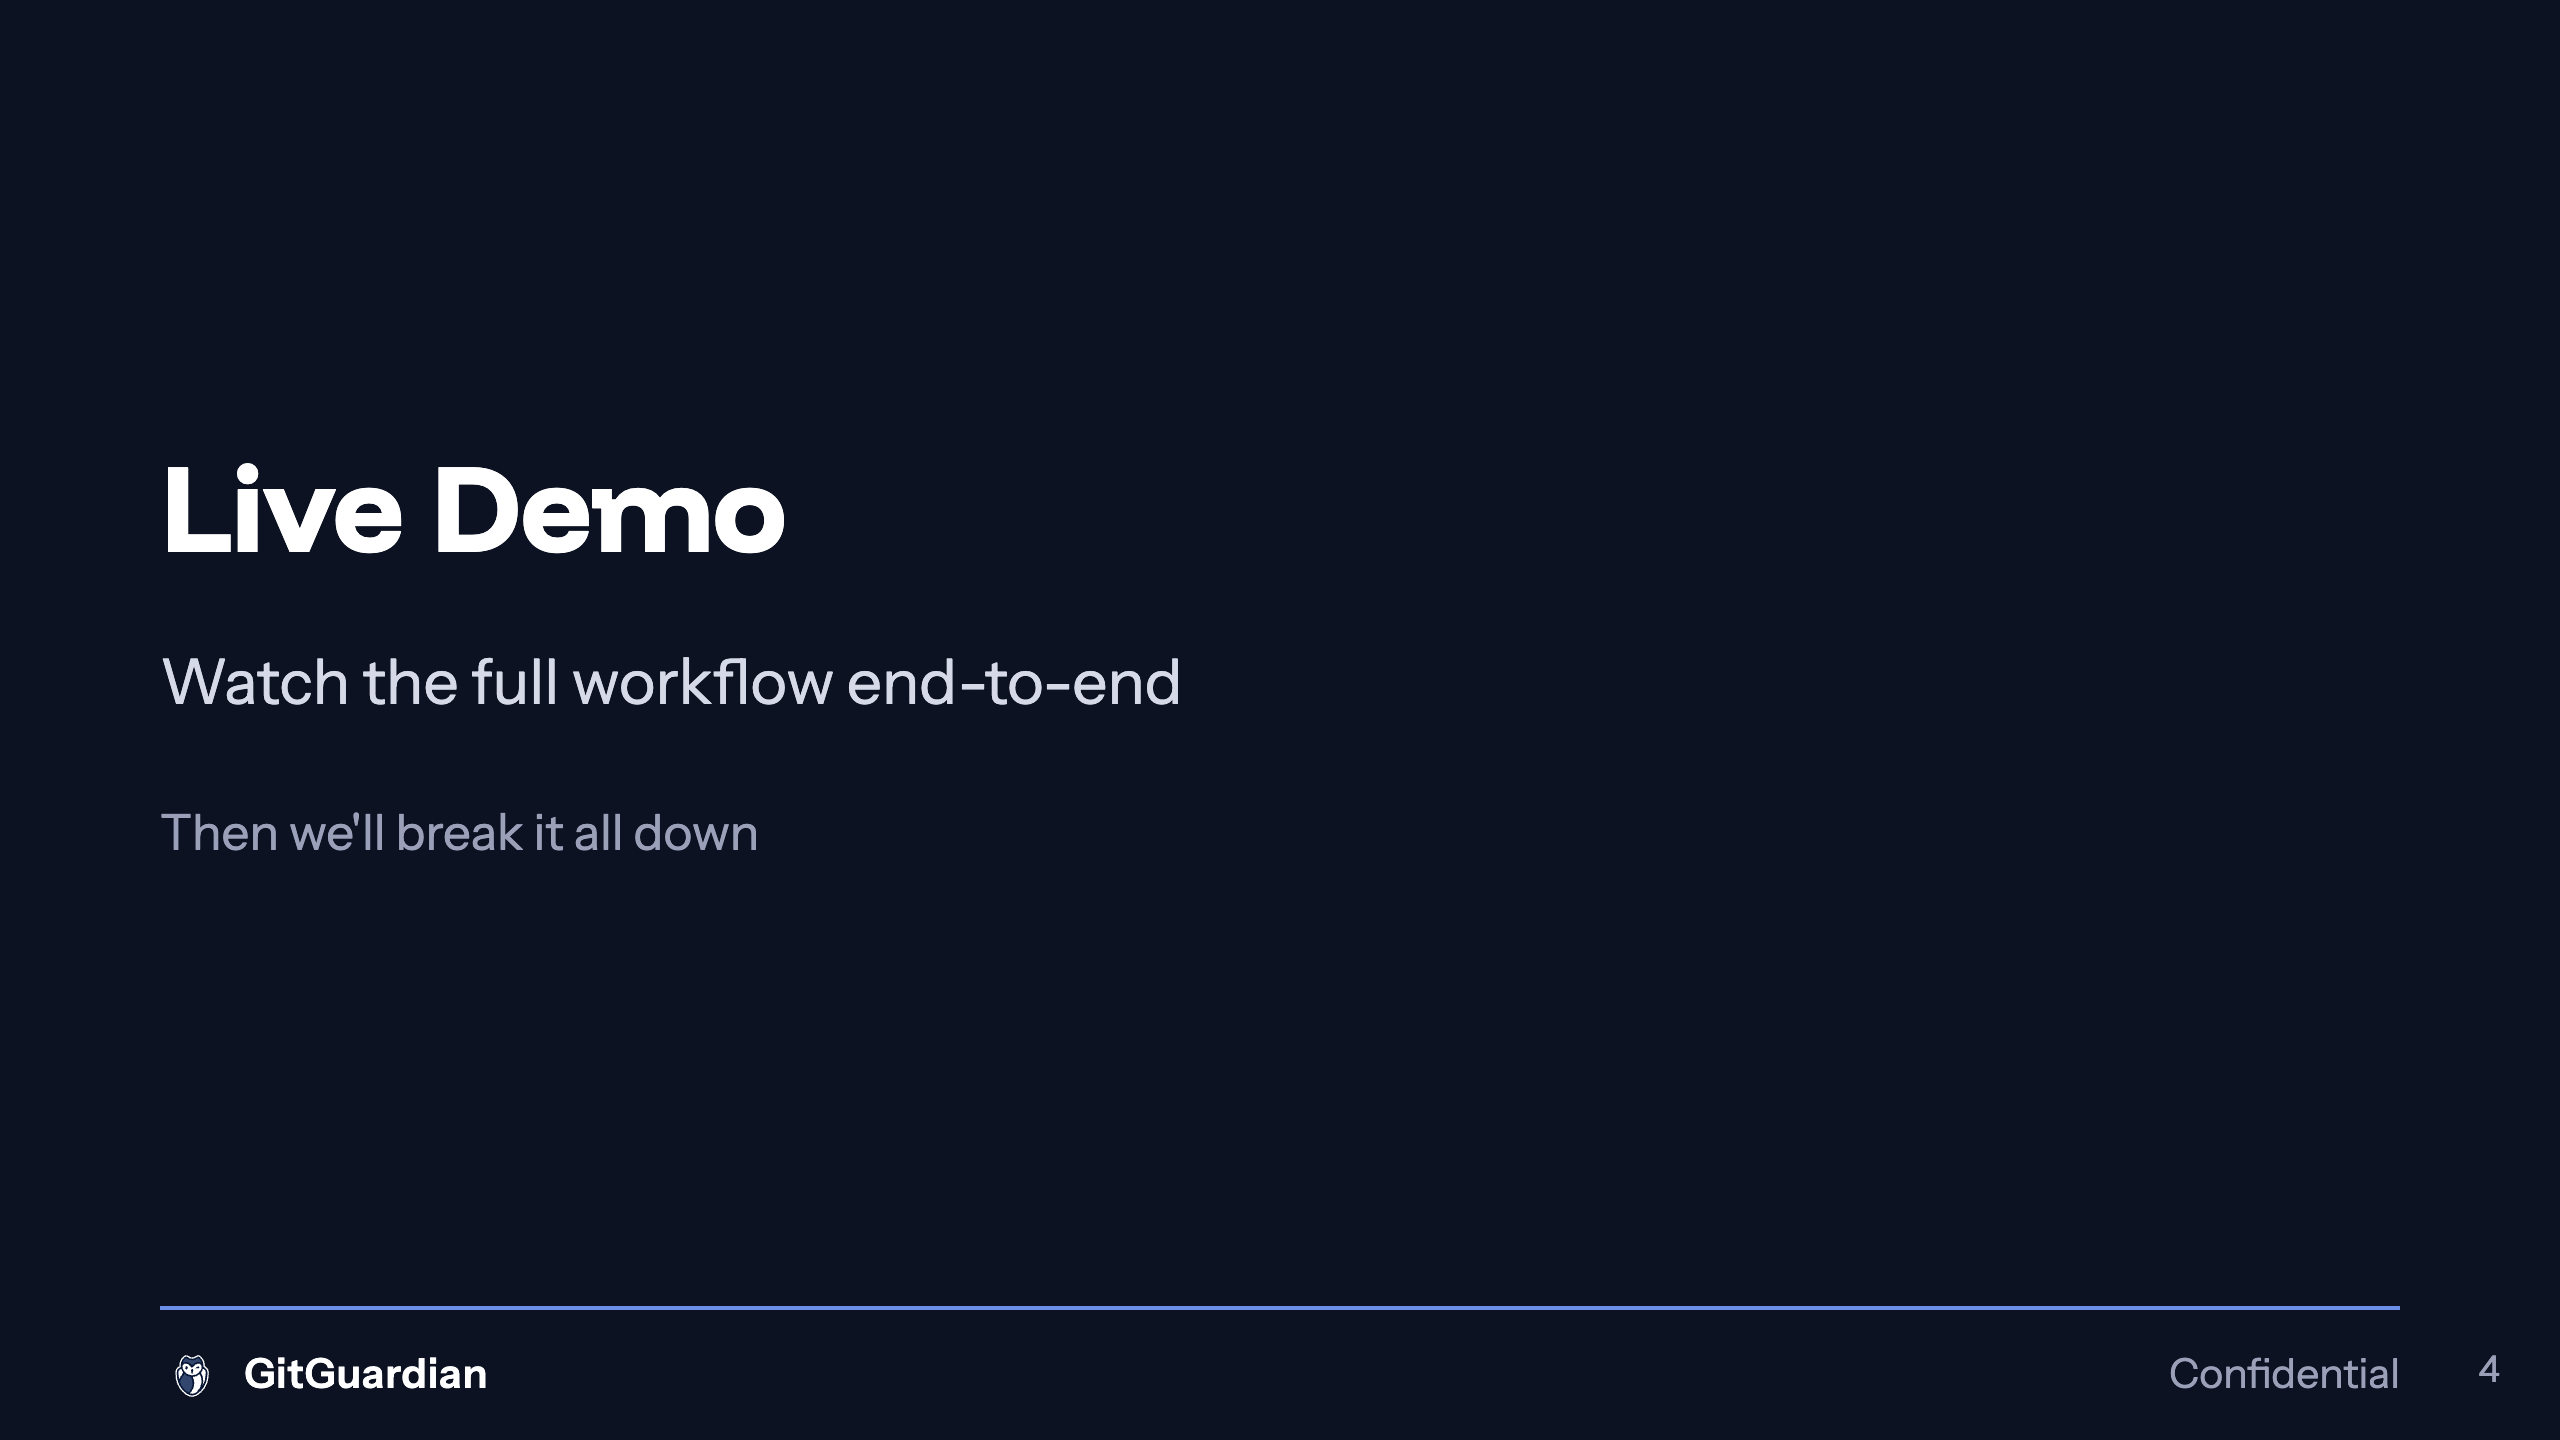 Live Demo
Watch the full workflow end-to-end
Then we'll break it all down
GitGuardian
Confidential
4